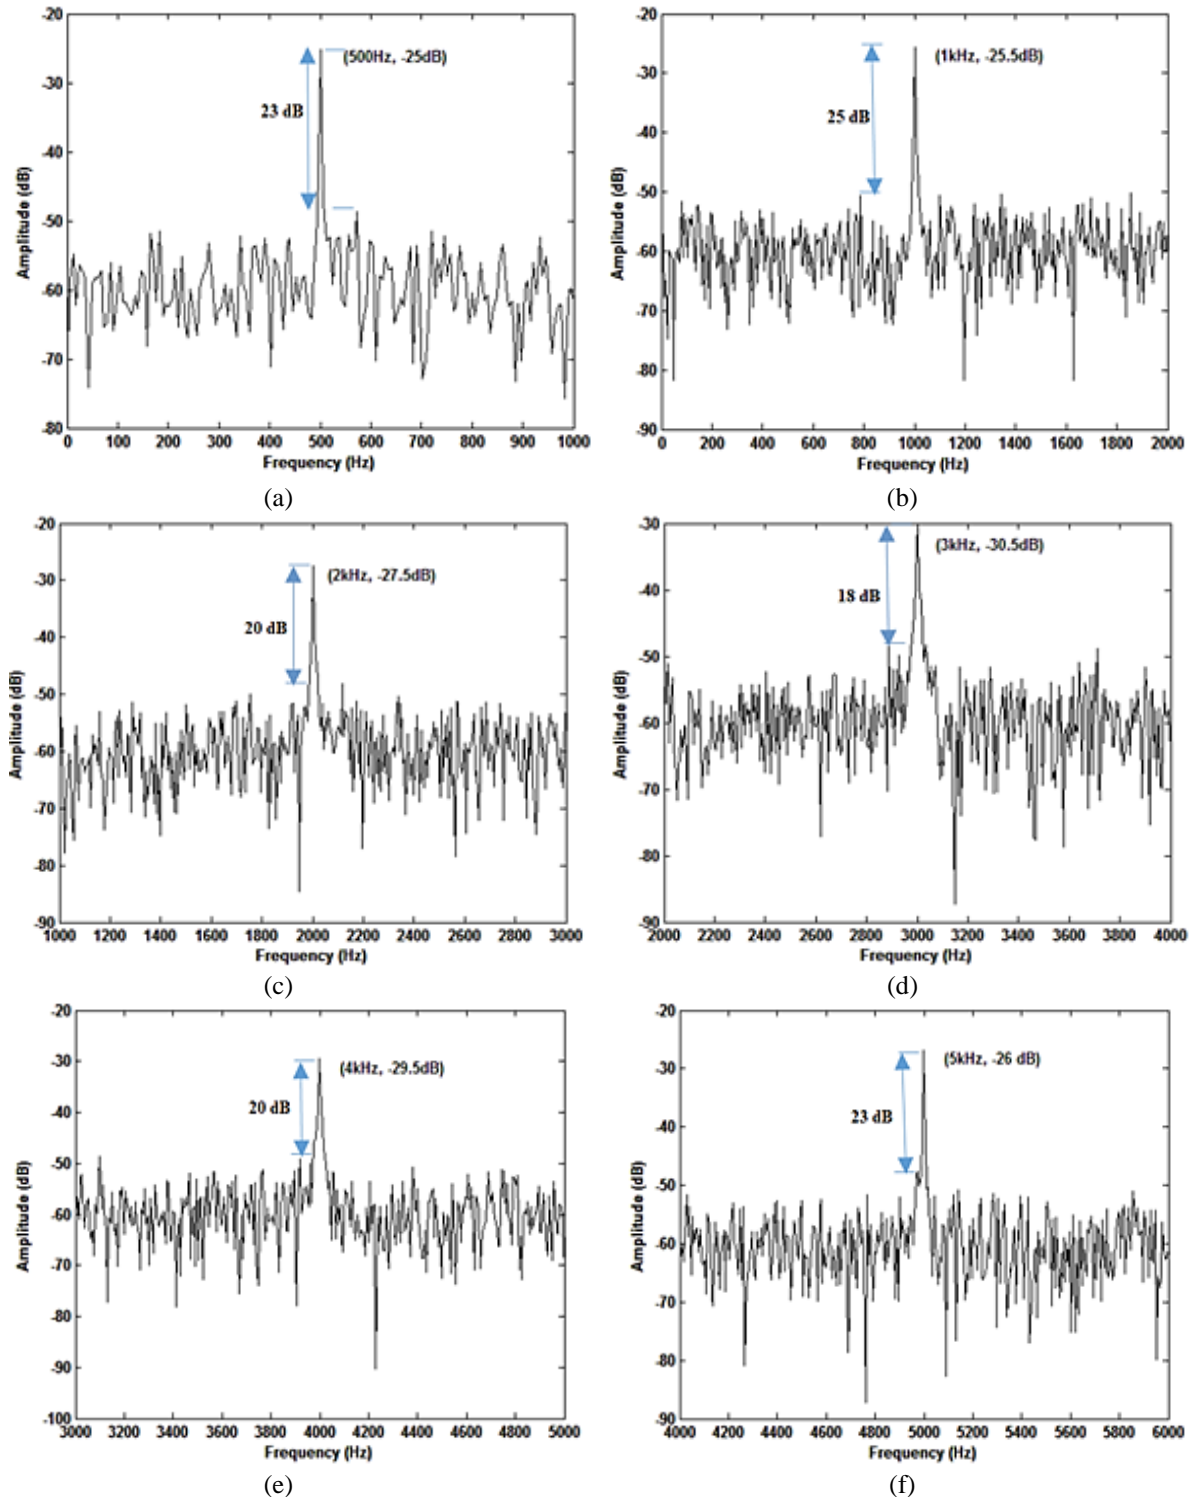 -20
-30
-40
-50
-60
-70
-80
Amplitude (dB)
(500Hz, -25dB)
23 dB
0 100 200 300 400 500 600 700 800 900 1000
Frequency (Hz)
(a)
-20
-30
-40
-50
-60
-70
-80
-90
Amplitude (dB)
(1kHz, -25.5dB)
25 dB
0 200 400 600 800 1000 1200 1400 1600 1800 2000
Frequency (Hz)
(b)
-20
-30
-40
-50
-60
-70
-80
-90
Amplitude (dB)
(2kHz, -27.5dB)
20 dB
1000 1200 1400 1600 1800 2000 2200 2400 2600 2800 3000
Frequency (Hz)
(c)
-30
-40
-50
-60
-70
-80
-90
Amplitude (dB)
(3kHz, -30.5dB)
18 dB
2000 2200 2400 2600 2800 3000 3200 3400 3600 3800 4000
Frequency (Hz)
(d)
-20
-30
-40
-50
-60
-70
-80
-90
-100
Amplitude (dB)
(4kHz, -29.5dB)
20 dB
3000 3200 3400 3600 3800 4000 4200 4400 4600 4800 5000
Frequency (Hz)
(e)
-20
-30
-40
-50
-60
-70
-80
-90
Amplitude (dB)
(5kHz, -26 dB)
23 dB
4000 4200 4400 4600 4800 5000 5200 5400 5600 5800 6000
Frequency (Hz)
(f)